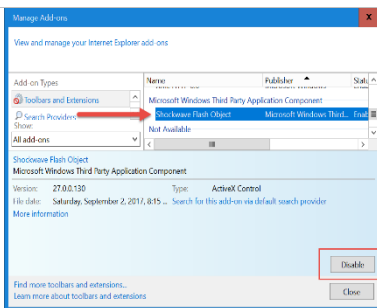 Manage Add-ons
x
View and manage your Internet Explorer add-ons
Add-on Types
Name Publisher Statu
Toolbars and Extensions
Microsoft Windows Third Party Application Component
Search Providers
Shockwave Flash Object Microsoft Windows Third... Enab
Show:
Not Available
All add-ons
Shockwave Flash Object
Microsoft Windows Third Party Application Component
Version: 27.0.0.130 Type: ActiveX Control
File date: Saturday, September 2, 2017, 8:15 ... Search for this add-on via default search provider
More information
Disable
Find more toolbars and extensions...
Learn more about toolbars and extensions
Close